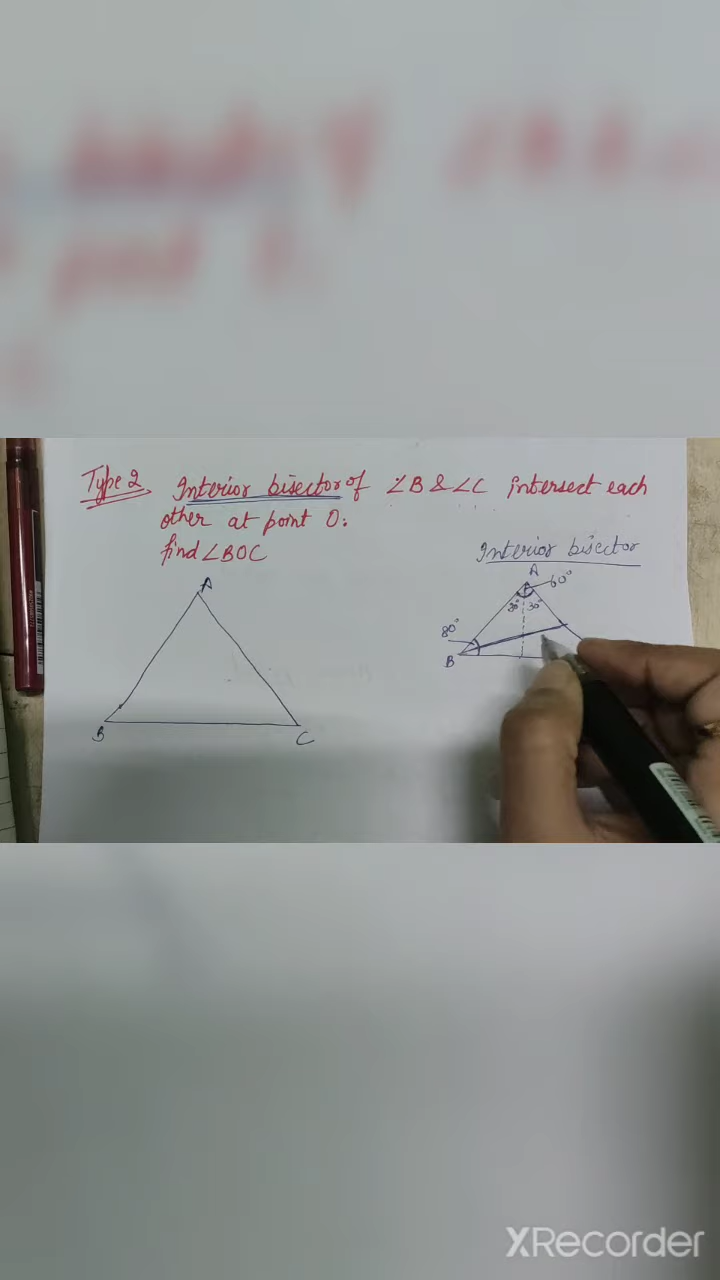 Type 2 Interior bisector of ∠B & ∠C intersect each
other at point O.
find ∠BOC
Interior bisector
A
60°
30° 30°
80°
B
A
B
C
XRecorder